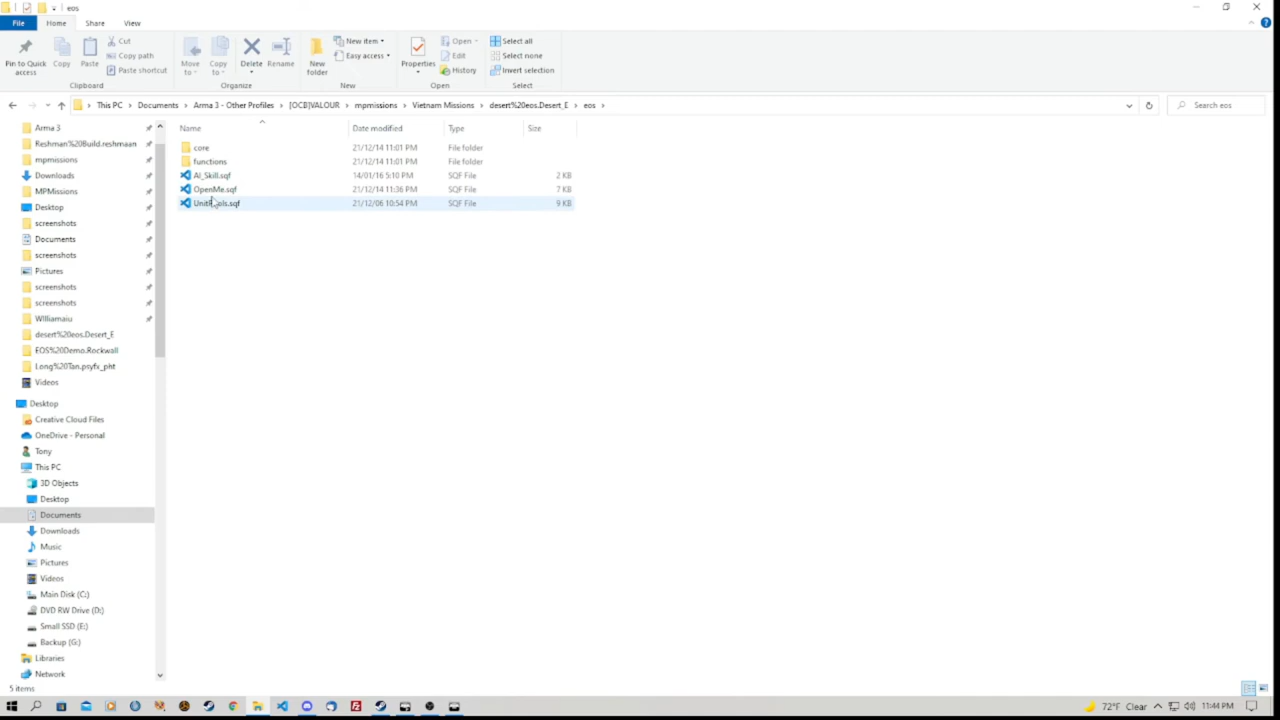 eos
File Home Share View
Pin to Quick access
Copy
Paste
Cut
Copy path
Paste shortcut
Clipboard
Move to
Copy to
Delete
Rename
Organize
New folder
New item
Easy access
New
Properties
Open
Edit
History
Open
Select all
Select none
Invert selection
Select
This PC > Documents > Arma 3 - Other Profiles > [OCB]VALOUR > mpmissions > Vietnam Missions > desert%20eos.Desert_E > eos >
Search eos
Name Date modified Type Size
core 21/12/14 11:01 PM File folder
functions 21/12/14 11:01 PM File folder
AI_Skill.sqf 14/01/16 5:10 PM SQF File 2 KB
OpenMe.sqf 21/12/14 11:36 PM SQF File 7 KB
21/12/06 10:54 PM SQF File 9 KB
Arma 3
Reshman%20Build.reshmaan
mpmissions
Downloads
MPMissions
Desktop
screenshots
Documents
screenshots
Pictures
screenshots
screenshots
WIlliamaiu
desert%20eos.Desert_E
EOS%20Demo.Rockwall
Long%20Tan.psyfx_pht
Videos
Desktop
Creative Cloud Files
OneDrive - Personal
Tony
This PC
3D Objects
Desktop
Documents
Downloads
Music
Pictures
Videos
Main Disk (C:)
DVD RW Drive (D:)
Small SSD (E:)
Backup (G:)
Libraries
Network
5 items
72°F Clear 11:44 PM